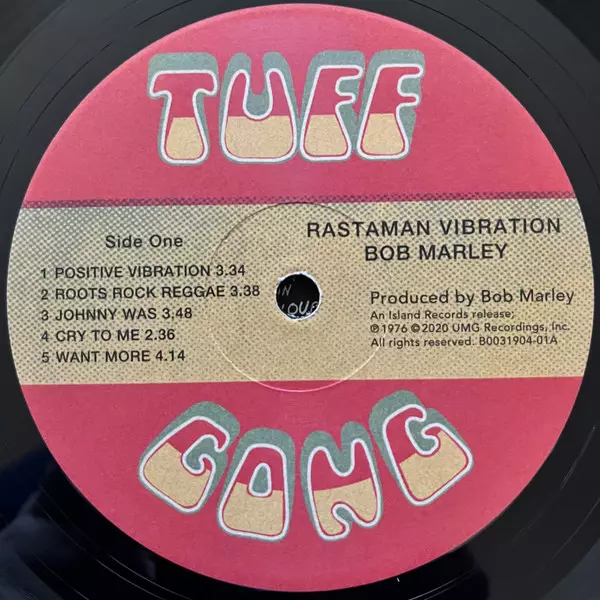 TUFF
Side One
1 POSITIVE VIBRATION 3.34
2 ROOTS ROCK REGGAE 3.38
3 JOHNNY WAS 3.48
4 CRY TO ME 2.36
5 WANT MORE 4.14
RASTAMAN VIBRATION
BOB MARLEY
Produced by Bob Marley
An Island Records release;
℗1976 ©2020 UMG Recordings, Inc.
All rights reserved. B0031904-01A
GONG